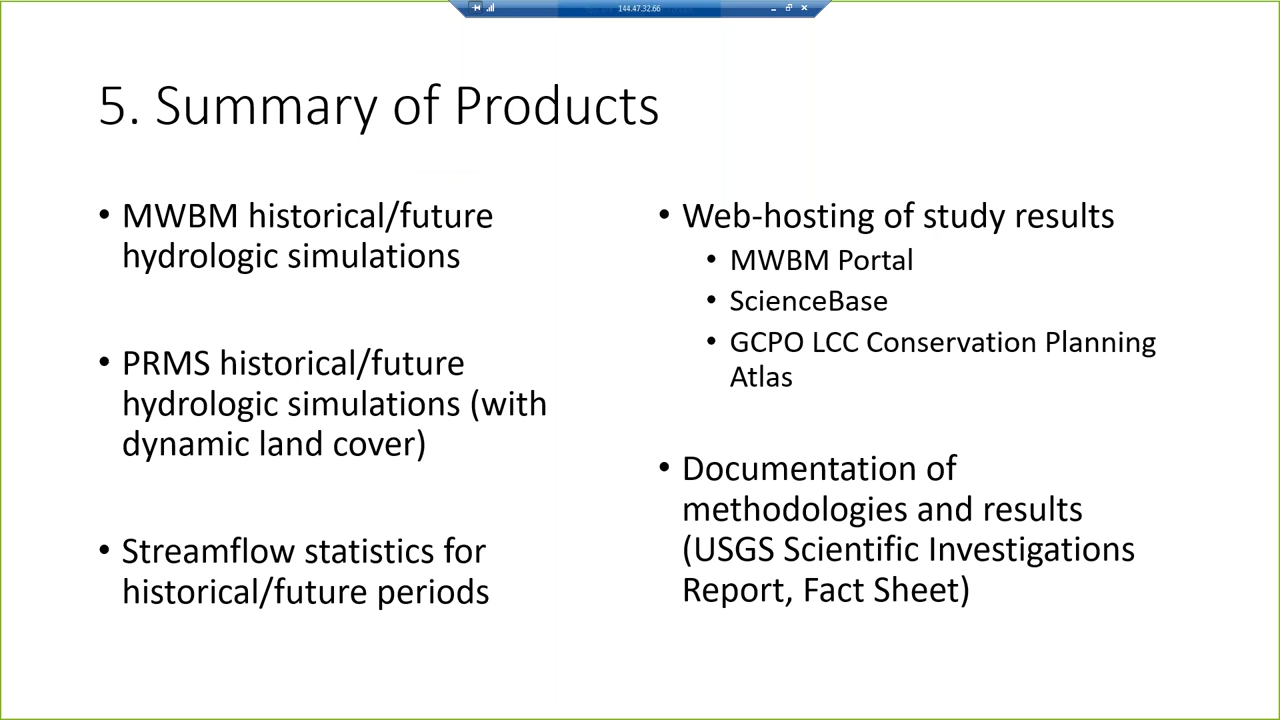 144.47.32.66
5. Summary of Products
• MWBM historical/future
hydrologic simulations
• PRMS historical/future
hydrologic simulations (with
dynamic land cover)
• Streamflow statistics for
historical/future periods
• Web-hosting of study results
• MWBM Portal
• ScienceBase
• GCPO LCC Conservation Planning
Atlas
• Documentation of
methodologies and results
(USGS Scientific Investigations
Report, Fact Sheet)